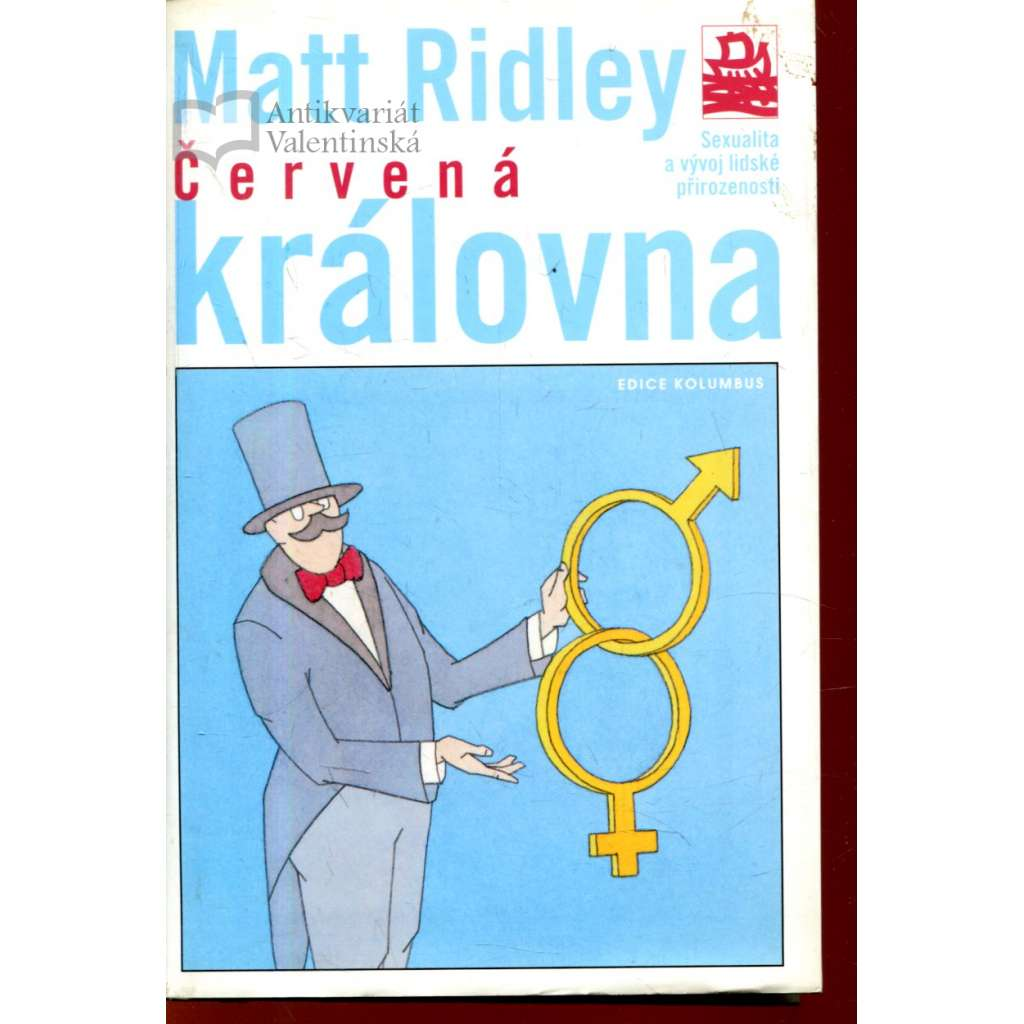 Matt Ridley
Antikvariát
Valentinská
Červená
Sexualita
a vývoj lidské
přirozenosti
královna
EDICE KOLUMBUS